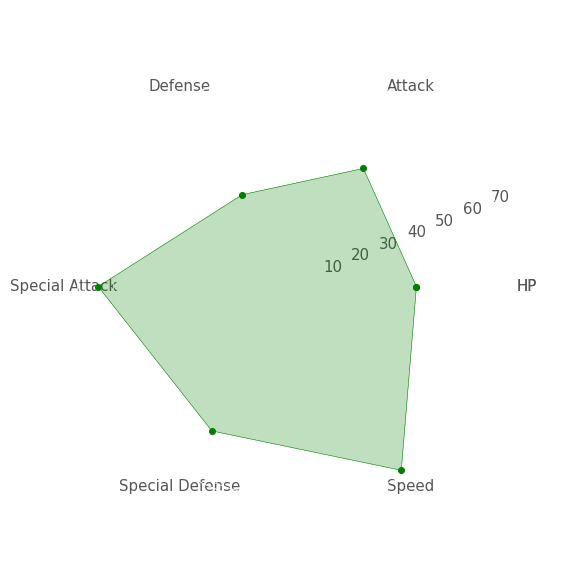 Defense
Attack
70
60
50
40
30
20
10
Special Attack
HP
Special Defense
Speed